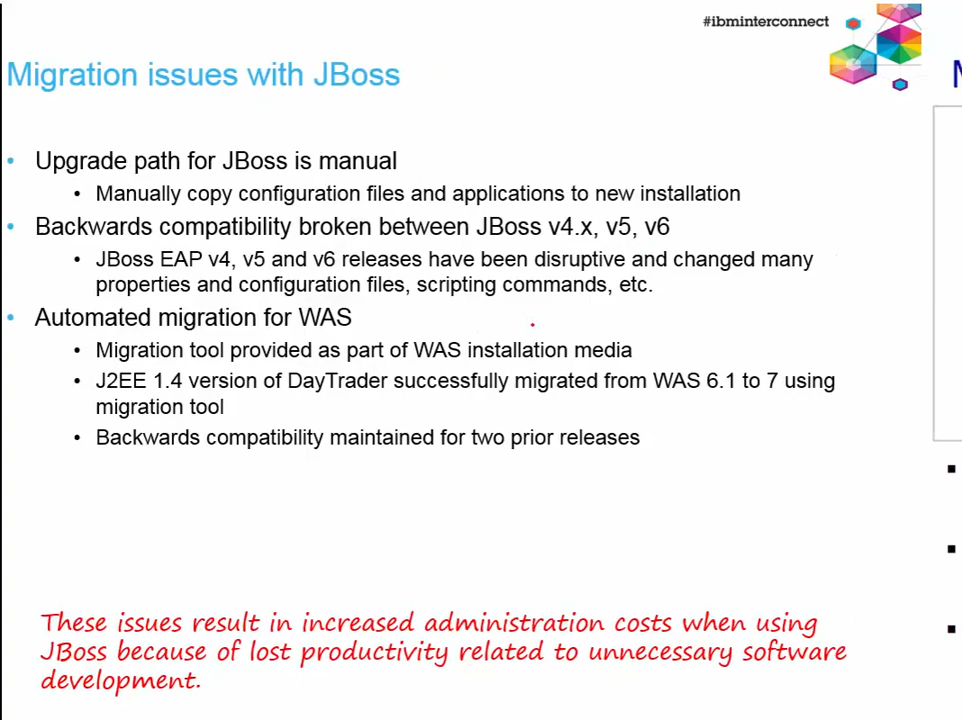 #ibminterconnect
Migration issues with JBoss
• Upgrade path for JBoss is manual
• Manually copy configuration files and applications to new installation
• Backwards compatibility broken between JBoss v4.x, v5, v6
• JBoss EAP v4, v5 and v6 releases have been disruptive and changed many
properties and configuration files, scripting commands, etc.
• Automated migration for WAS
• Migration tool provided as part of WAS installation media
• J2EE 1.4 version of DayTrader successfully migrated from WAS 6.1 to 7 using
migration tool
• Backwards compatibility maintained for two prior releases
These issues result in increased administration costs when using
JBoss because of lost productivity related to unnecessary software
development.